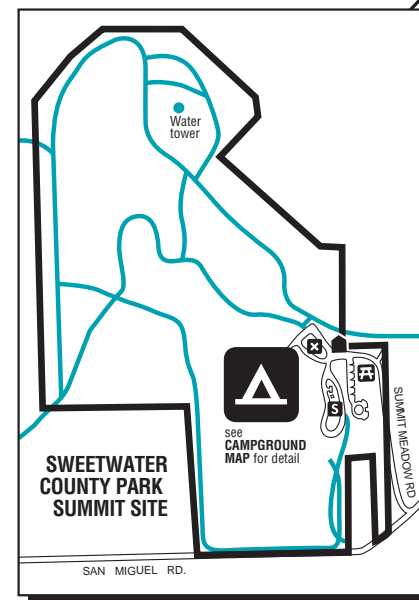 Water
tower
see
CAMPGROUND
MAP for detail
S
SWEETWATER
COUNTY PARK
SUMMIT SITE
SUMMIT MEADOW RD
SAN MIGUEL RD.